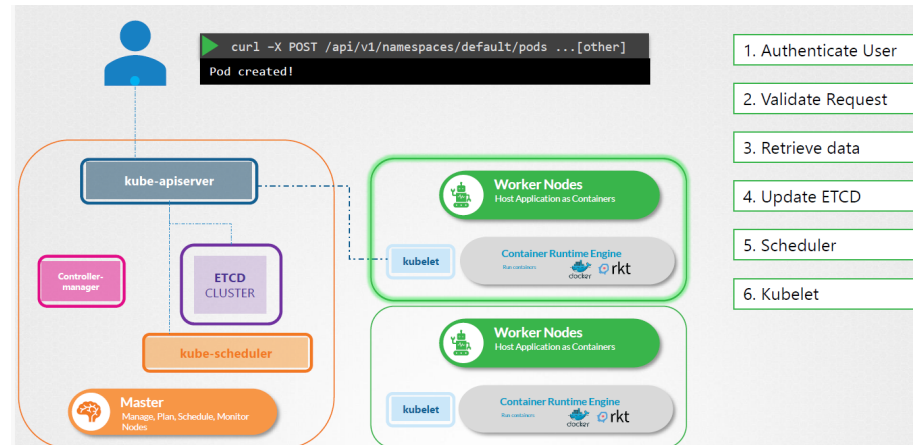 curl –X POST /api/v1/namespaces/default/pods ...[other]
Pod created!
1. Authenticate User
2. Validate Request
3. Retrieve data
4. Update ETCD
5. Scheduler
6. Kubelet
kube-apiserver
Controller-
manager
ETCD
CLUSTER
kube-scheduler
Master
Manage, Plan, Schedule, Monitor
Nodes
Worker Nodes
Host Application as Containers
kubelet
Container Runtime Engine
Run containers
docker
rkt
Worker Nodes
Host Application as Containers
kubelet
Container Runtime Engine
Run containers
docker
rkt